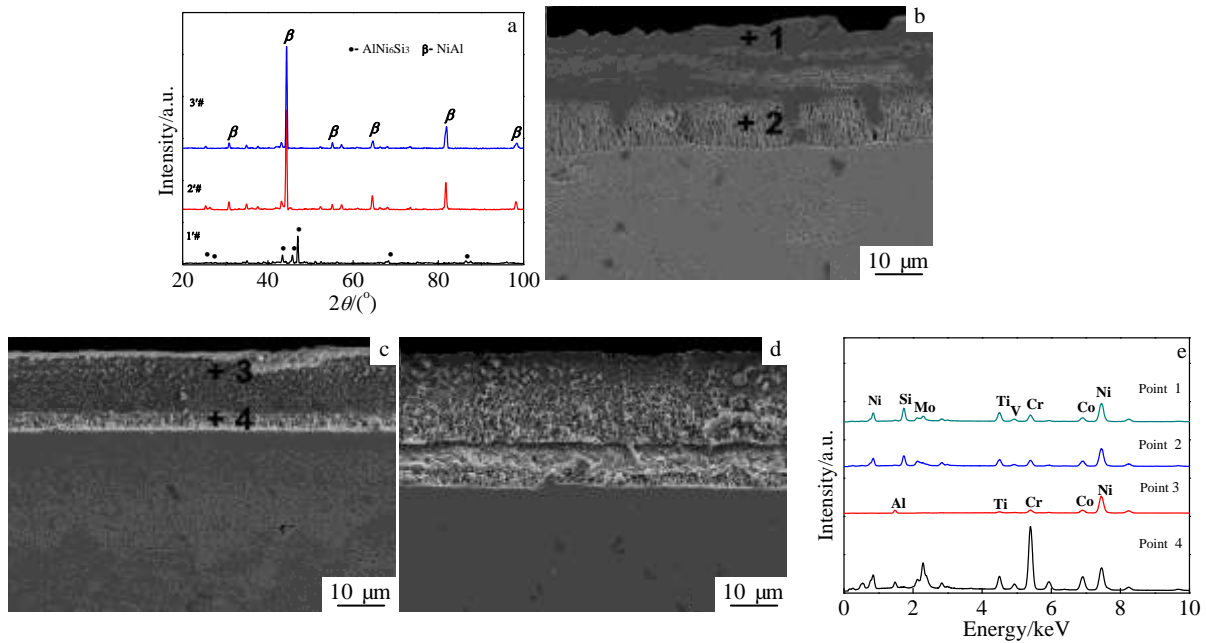 a
β
•- AlNi₆Si₃ β- NiAl
3'#
β β β β β
2'#
1'#
Intensity/a.u.
20 40 60 80 100
2θ/(°)
b
+ 1
+ 2
10 μm
c
+ 3
+ 4
10 μm
d
10 μm
e
Point 1
Ni Si Mo Ti V Cr Co Ni
Point 2
Point 3
Al Ti Cr Co Ni
Point 4
Intensity/a.u.
0 2 4 6 8 10
Energy/keV